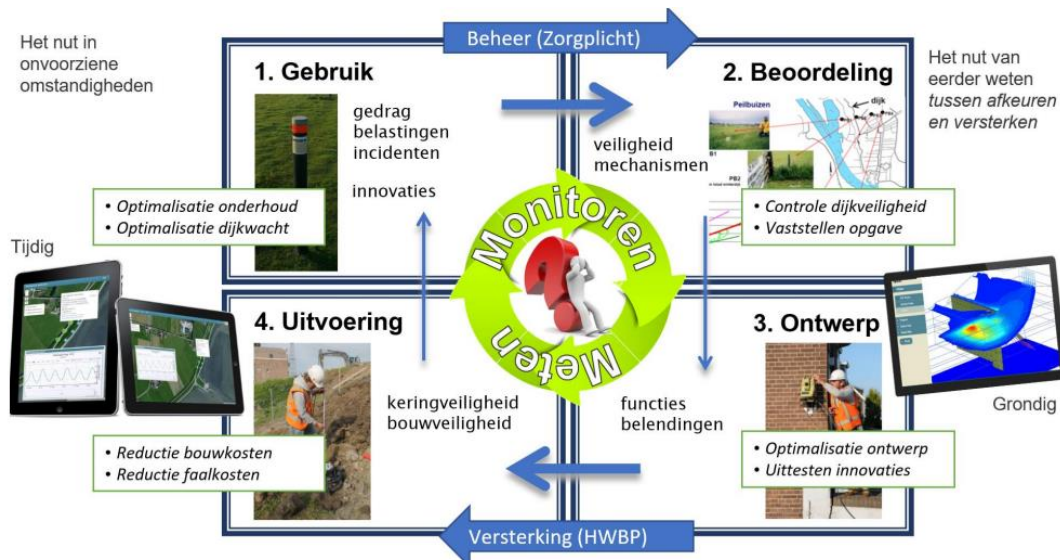 Het nut in
onvoorziene
omstandigheden
Beheer (Zorgplicht)
Het nut van
eerder weten
tussen afkeuren
en versterken
1. Gebruik
gedrag
belastingen
incidenten
innovaties
• Optimalisatie onderhoud
• Optimalisatie dijkwacht
2. Beoordeling
Peilbuizen
dijk
PB2
veiligheid
mechanismen
• Controle dijkveiligheid
• Vaststellen opgave
Monitoren
Meten
Tijdig
4. Uitvoering
keringveiligheid
bouwveiligheid
• Reductie bouwkosten
• Reductie faalkosten
3. Ontwerp
functies
belendingen
• Optimalisatie ontwerp
• Uittesten innovaties
Grondig
Versterking (HWBP)